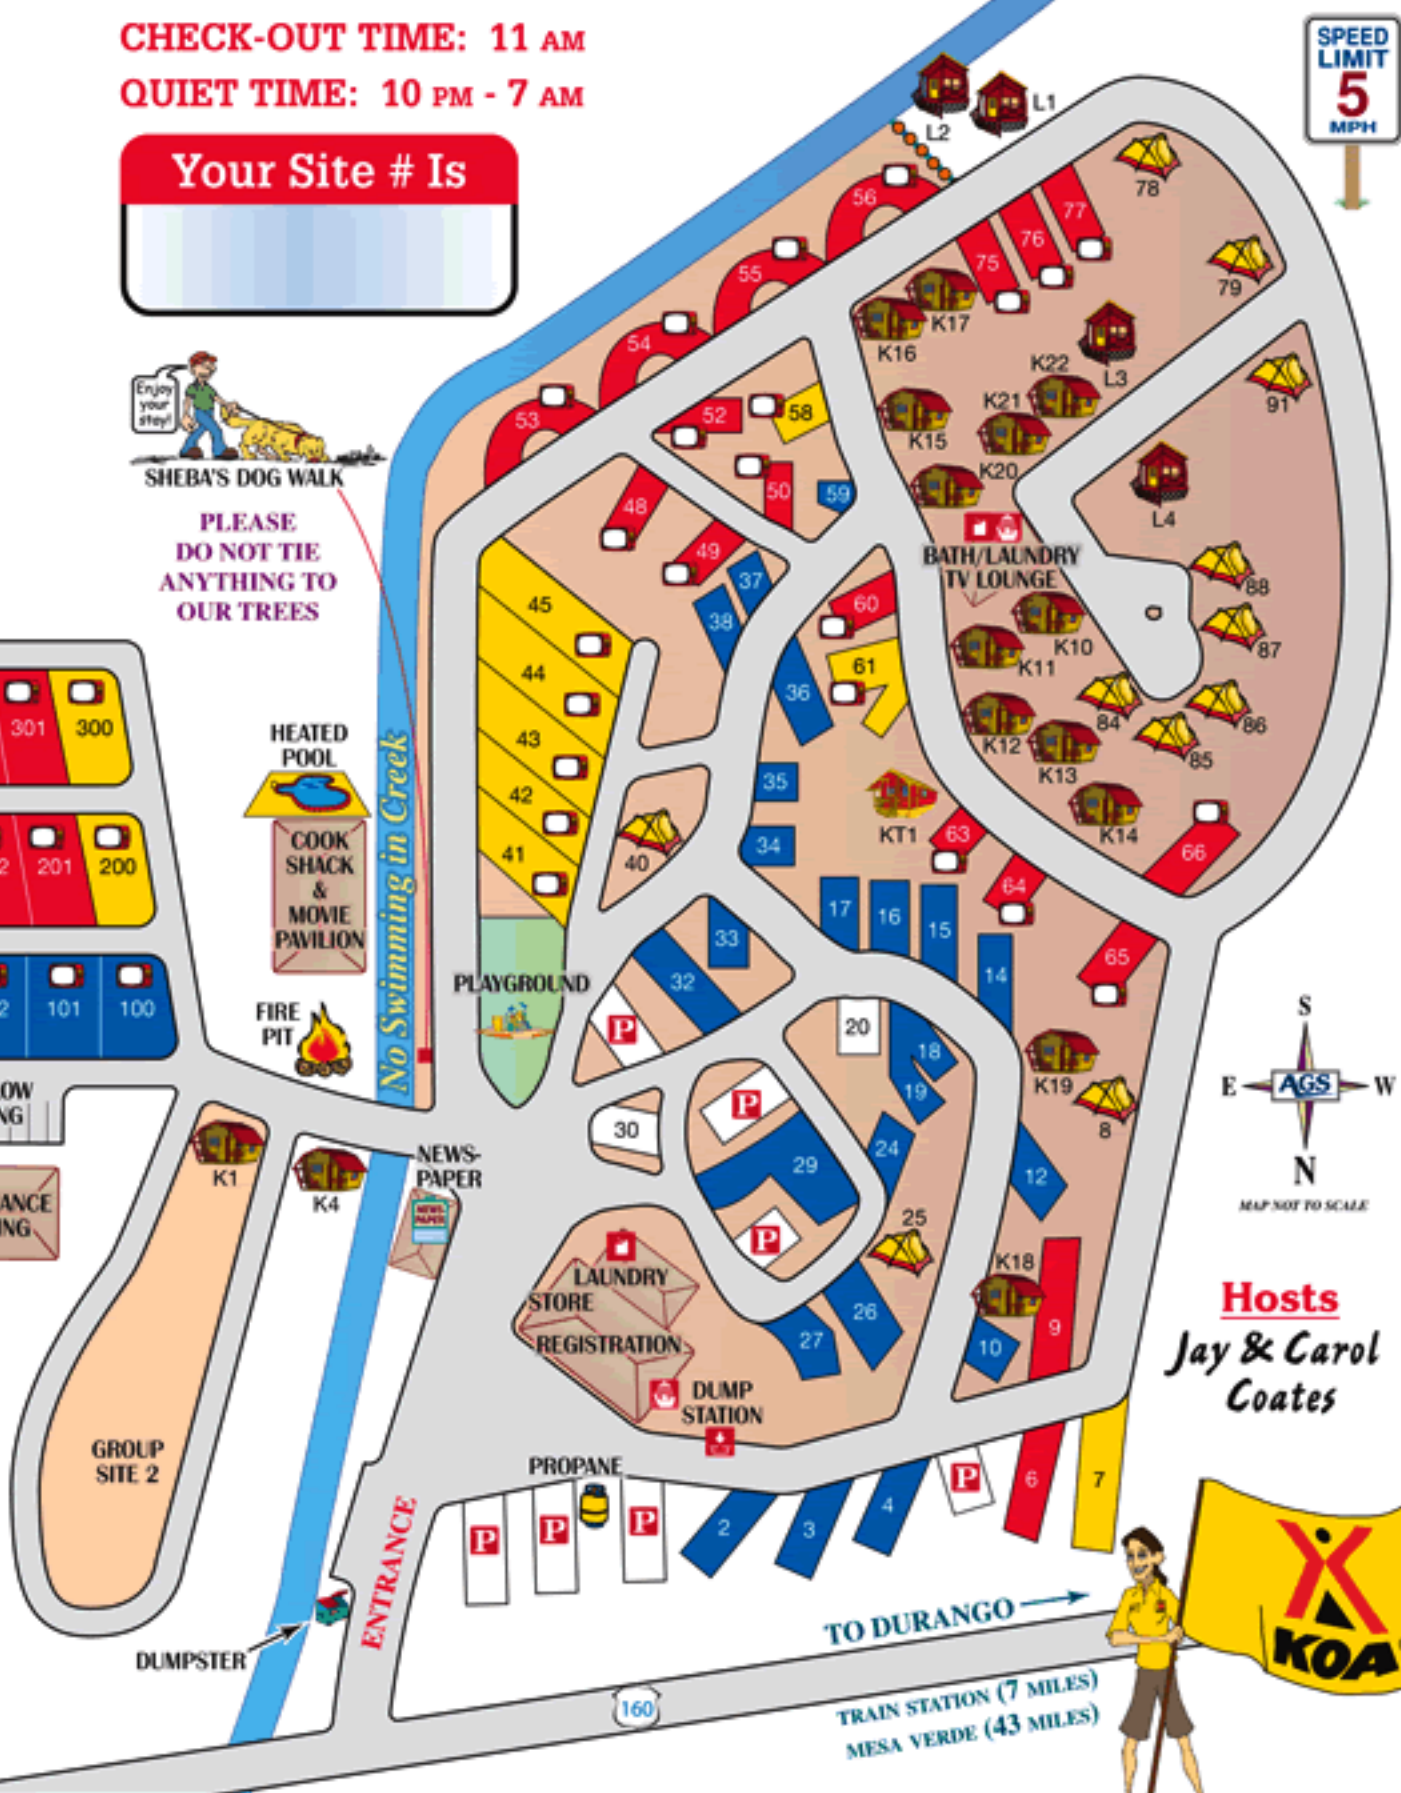 CHECK-OUT TIME: 11 AM
QUIET TIME: 10 PM - 7 AM
Your Site # Is
SPEED
LIMIT
5
MPH
L2
L1
56
55
54
53
77
76
75
78
79
K17
K16
K15
K22
K21
K20
L3
91
L4
52
58
50
59
48
49
Enjoy
your
stay!
SHEBA'S DOG WALK
PLEASE
DO NOT TIE
ANYTHING TO
OUR TREES
BATH/LAUNDRY
TV LOUNGE
37
38
45
44
43
42
41
40
60
61
36
35
34
K10
K11
K12
K13
K14
88
87
86
85
84
KT1
63
64
66
65
301
300
201
200
2
101
100
2
HEATED
POOL
COOK
SHACK
&
MOVIE
PAVILION
FIRE
PIT
No Swimming in Creek
PLAYGROUND
33
32
P
17
16
15
14
20
18
19
K19
8
S
E
AGS
W
N
MAP NOT TO SCALE
OW
NG
ANCE
NG
K1
K4
NEWS-
PAPER
NEWS-
PAPER
30
P
29
P
24
25
12
K18
9
10
26
27
LAUNDRY
STORE
REGISTRATION
DUMP
STATION
Hosts
Jay & Carol
Coates
GROUP
SITE 2
PROPANE
P
P
P
2
3
4
P
6
7
ENTRANCE
DUMPSTER
TO DURANGO
160
TRAIN STATION (7 MILES)
MESA VERDE (43 MILES)
KOA